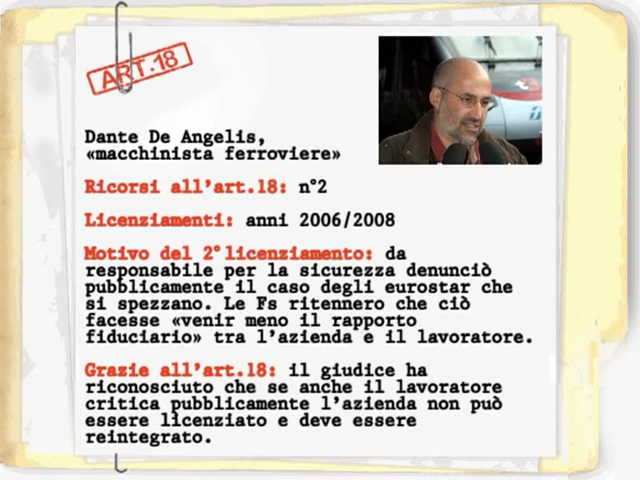 ART.18
Dante De Angelis,
«macchinista ferroviere»
Ricorsi all'art.18: n°2
Licenziamenti: anni 2006/2008
Motivo del 2° licenziamento: da
responsabile per la sicurezza denunciò
pubblicamente il caso degli eurostar che
si spezzano. Le Fs ritennero che ciò
facesse «venir meno il rapporto
fiduciario» tra l'azienda e il lavoratore.
Grazie all'art.18: il giudice ha
riconosciuto che se anche il lavoratore
critica pubblicamente l'azienda non può
essere licenziato e deve essere
reintegrato.